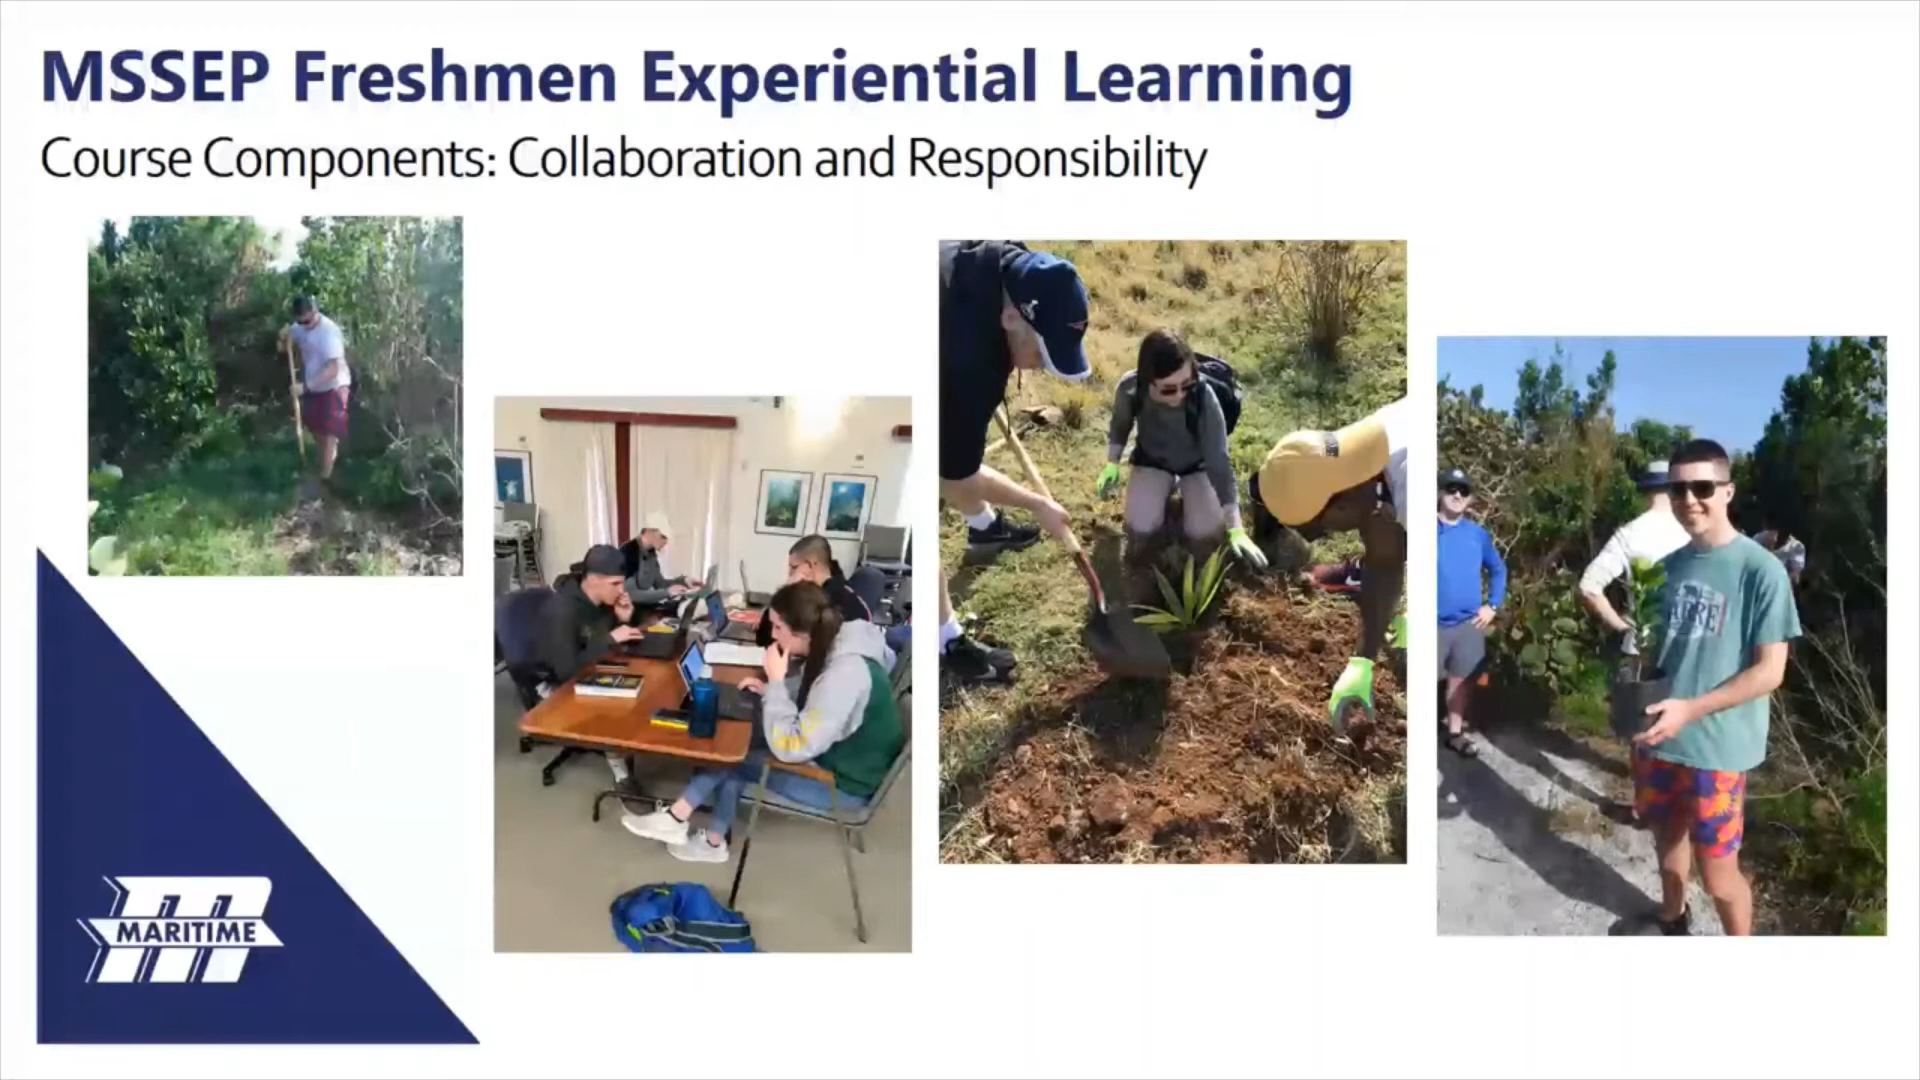 MSSEP Freshmen Experiential Learning
Course Components: Collaboration and Responsibility
MARITIME